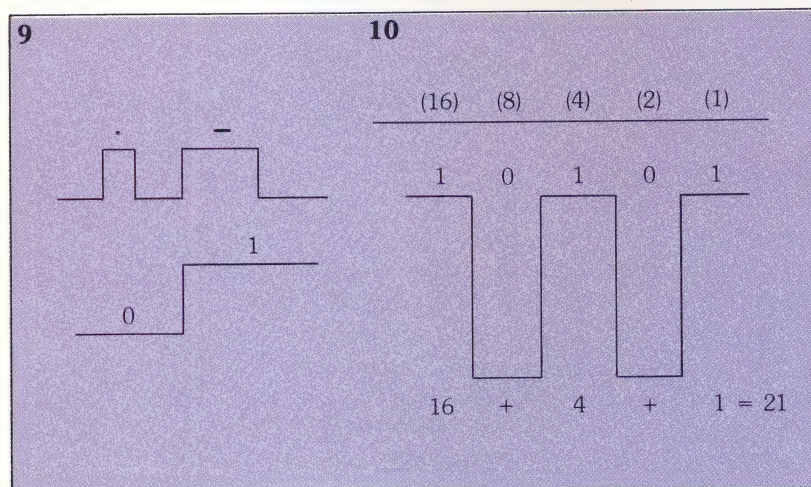 9
. –
1
0
10
(16) (8) (4) (2) (1)
1 0 1 0 1
16 + 4 + 1 = 21